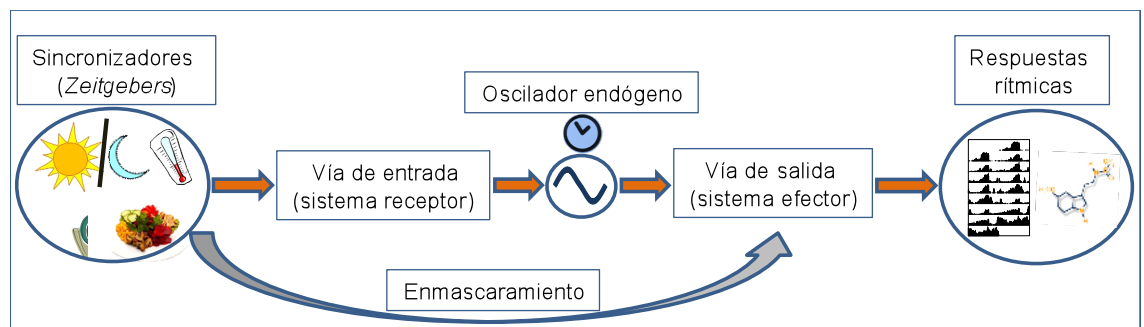 Sincronizadores
(Zeitgebers)
Vía de entrada
(sistema receptor)
Oscilador endógeno
Vía de salida
(sistema efector)
Respuestas
rítmicas
Enmascaramiento